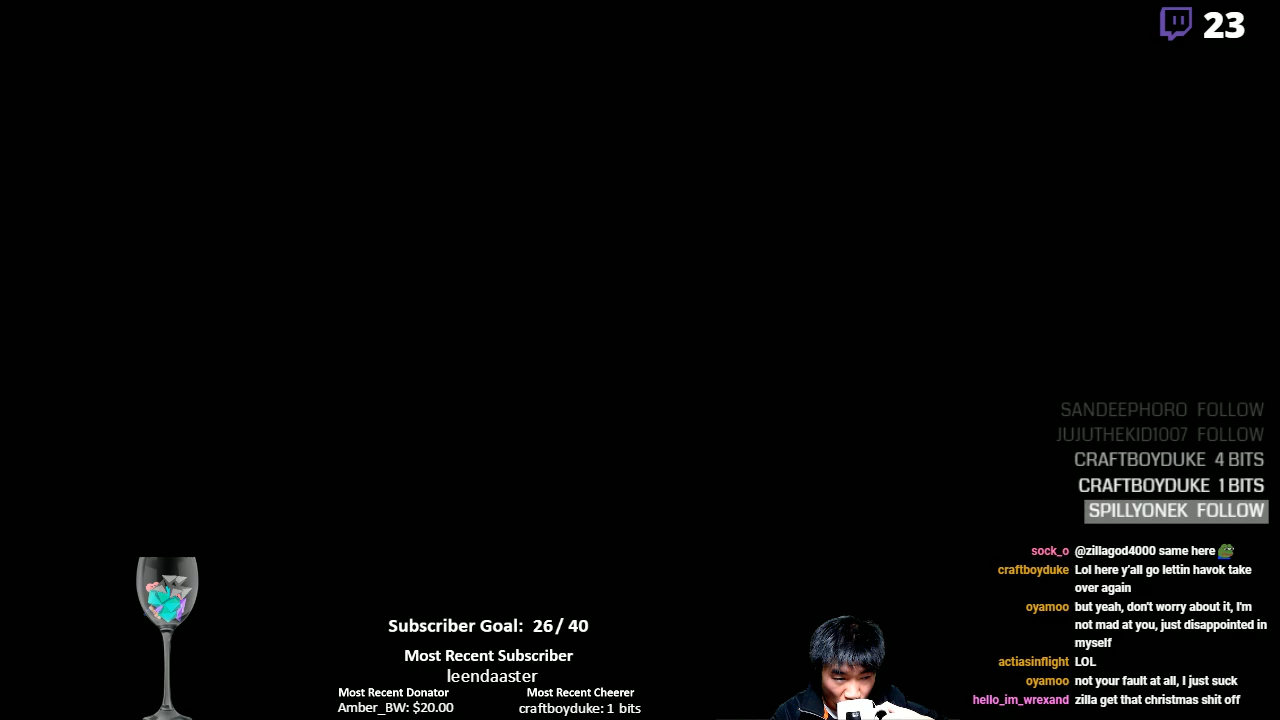 23
SANDEEPHORO FOLLOW
JUJUTHEKID1007 FOLLOW
CRAFTBOYDUKE 4 BITS
CRAFTBOYDUKE 1 BITS
SPILLYONEK FOLLOW
sock_o @zillagod4000 same here
craftboyduke Lol here y'all go lettin havok take
over again
oyamoo but yeah, don't worry about it, I'm
not mad at you, just disappointed in
myself
actiasinflight LOL
oyamoo not your fault at all, I just suck
hello_im_wrexand zilla get that christmas shit off
Subscriber Goal: 26 / 40
Most Recent Subscriber
leendaaster
Most Recent Donator
Amber_BW: $20.00
Most Recent Cheerer
craftboyduke: 1 bits